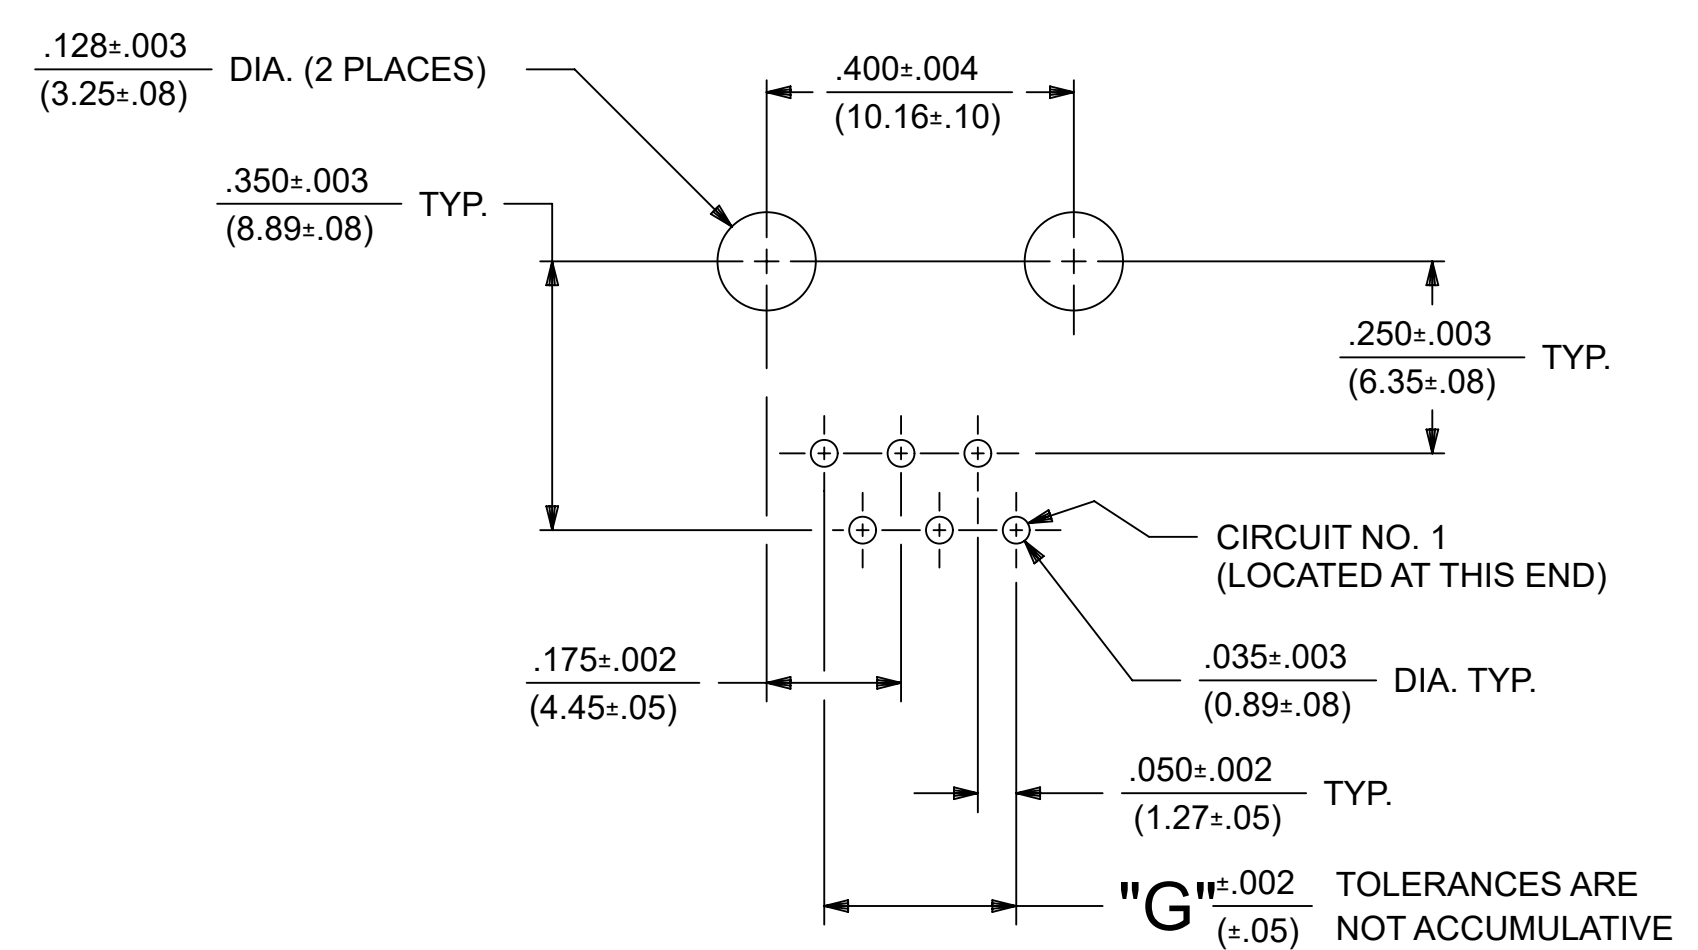 .128±.003
(3.25±.08)
DIA. (2 PLACES)
.400±.004
(10.16±.10)
.350±.003
(8.89±.08)
TYP.
.250±.003
(6.35±.08)
TYP.
CIRCUIT NO. 1
(LOCATED AT THIS END)
.175±.002
(4.45±.05)
.035±.003
(0.89±.08)
DIA. TYP.
.050±.002
(1.27±.05)
TYP.
"G" ±.002
(±.05)
TOLERANCES ARE
NOT ACCUMULATIVE